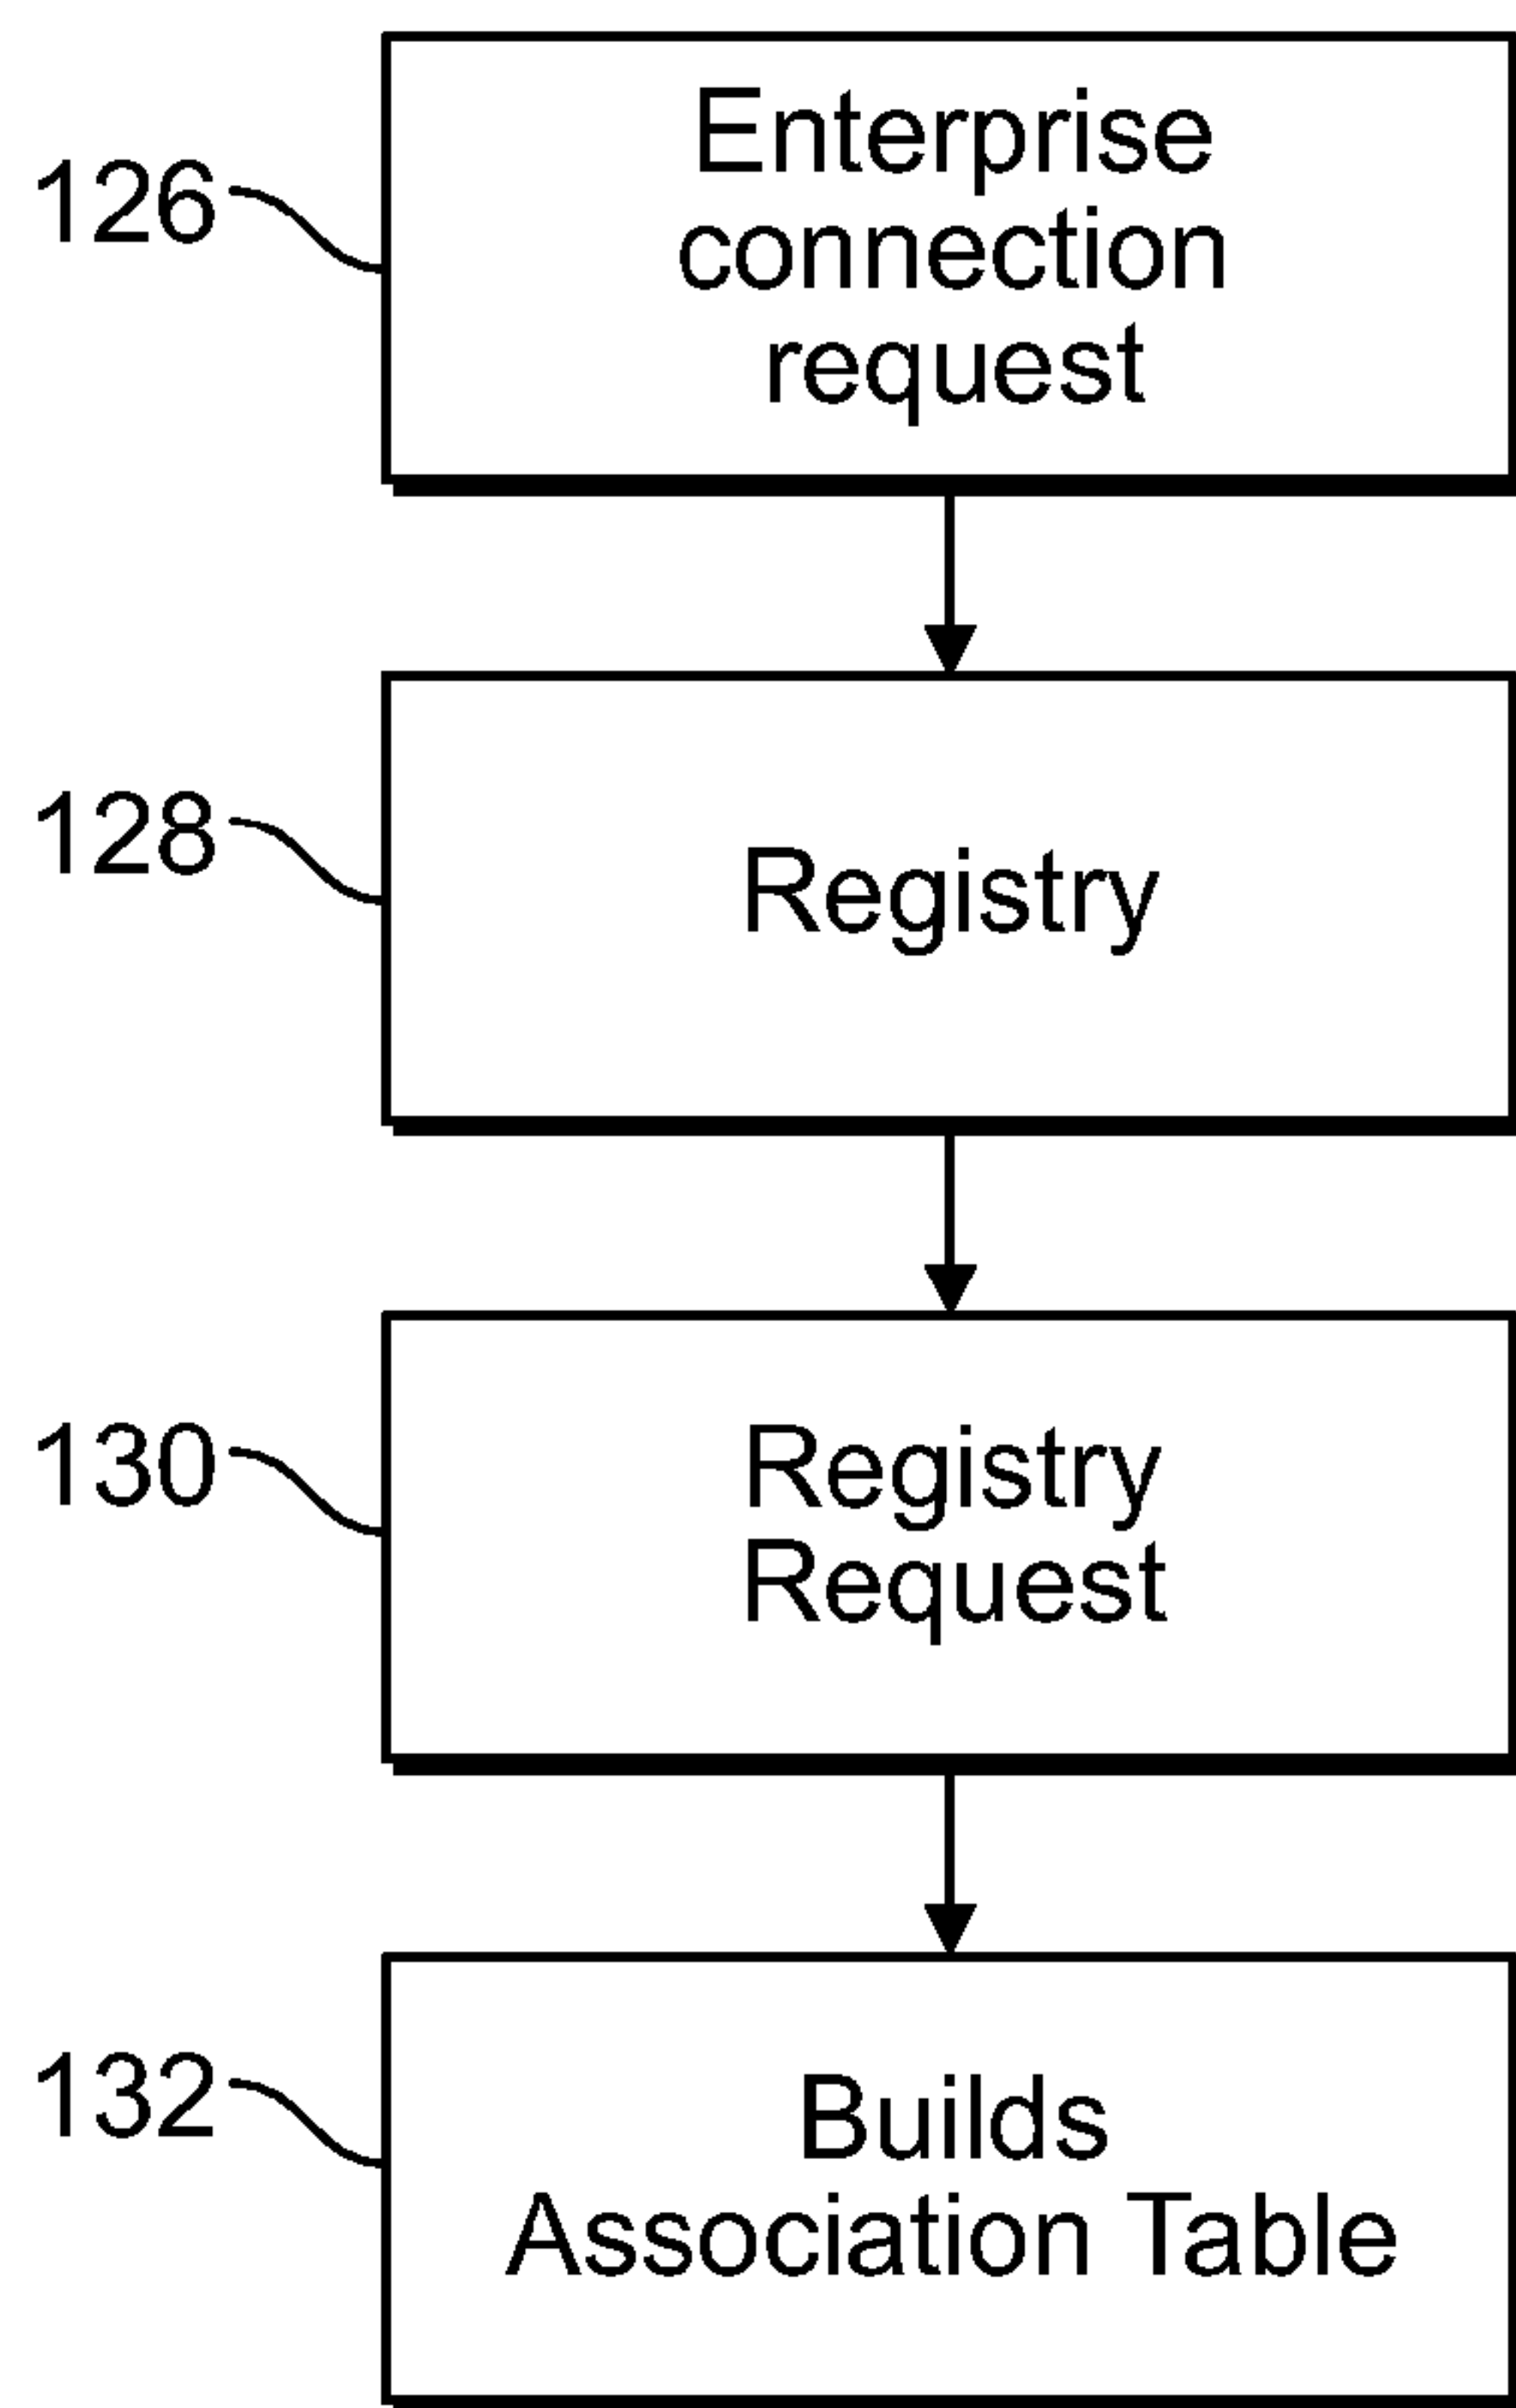 126
Enterprise
connection
request
128
Registry
130
Registry
Request
132
Builds
Association Table